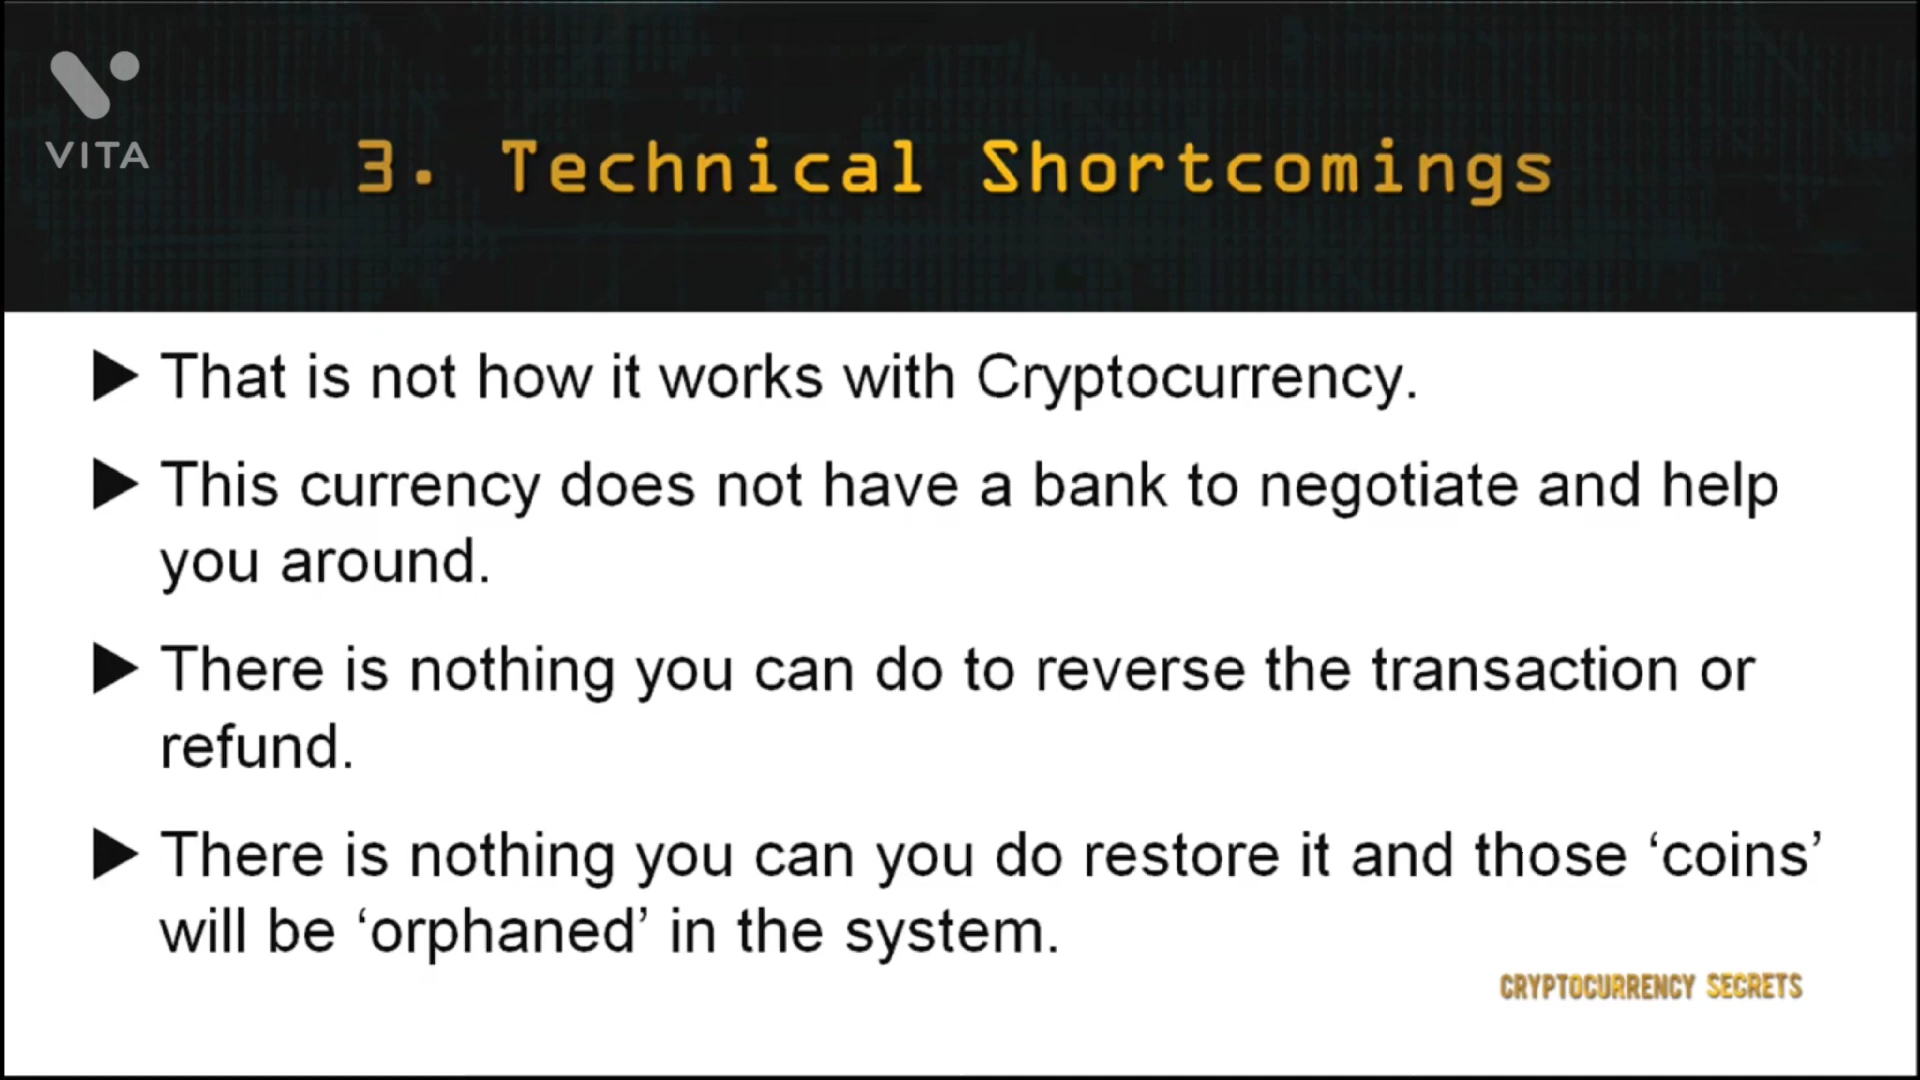 VITA
3. Technical Shortcomings
That is not how it works with Cryptocurrency.
This currency does not have a bank to negotiate and help
you around.
There is nothing you can do to reverse the transaction or
refund.
There is nothing you can you do restore it and those ‘coins’
will be ‘orphaned’ in the system.
CRYPTOCURRENCY SECRETS